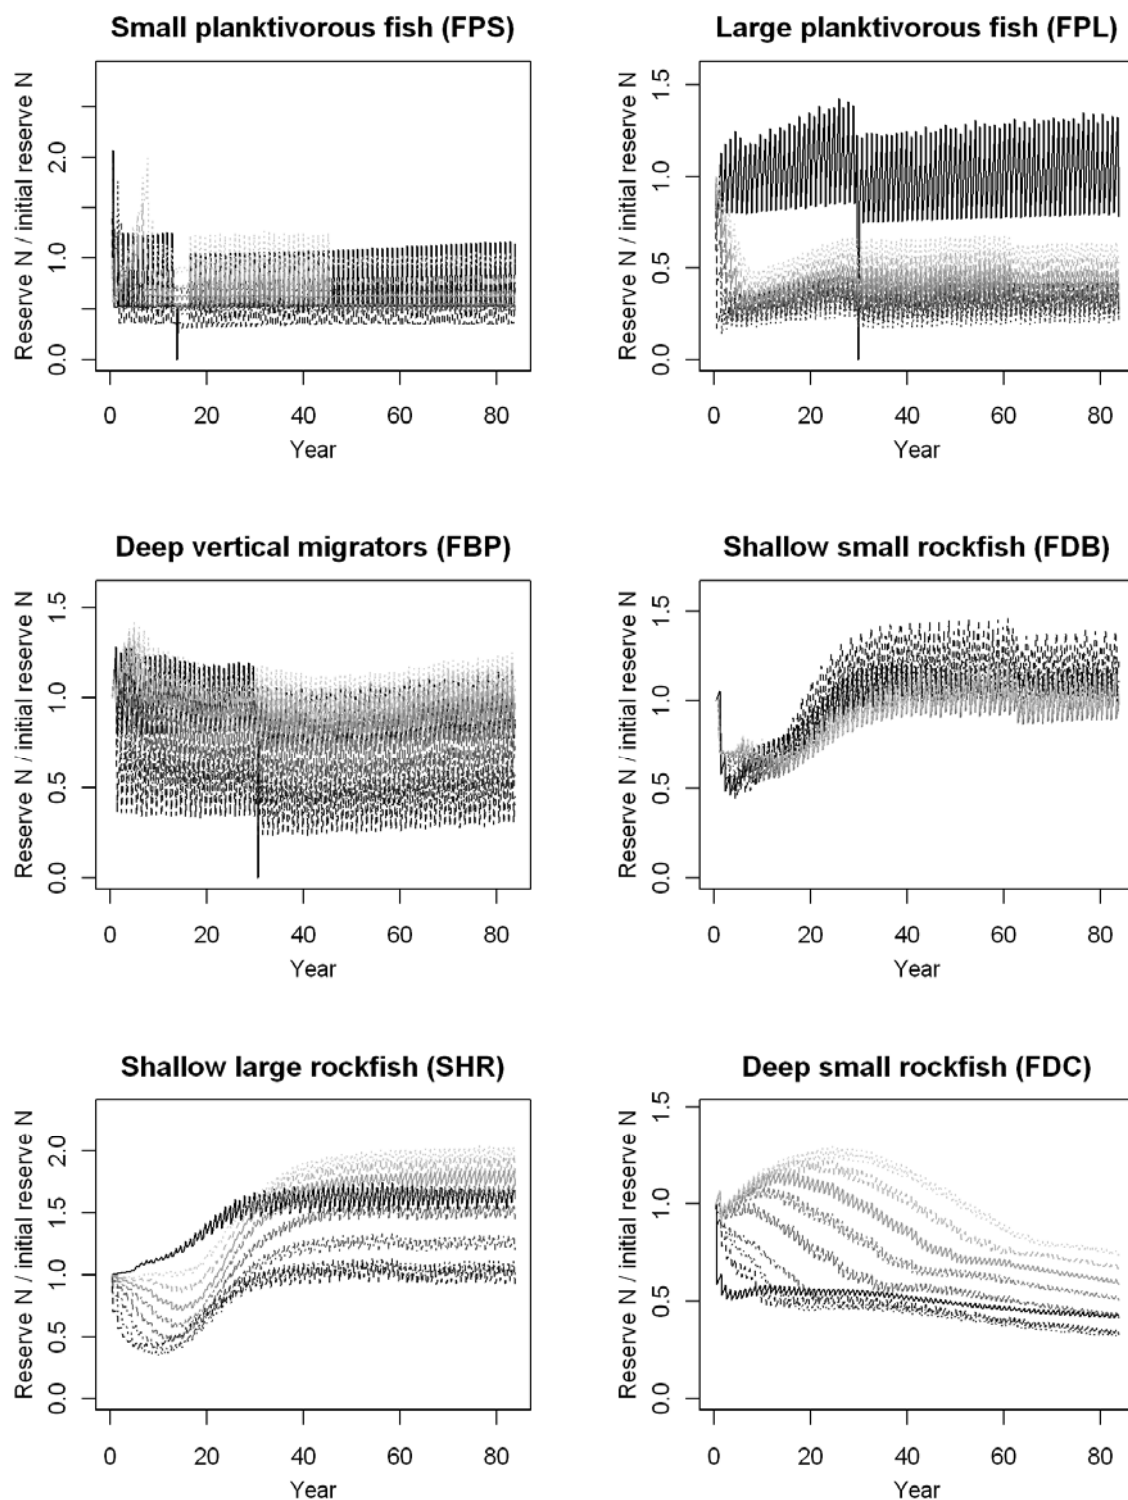 Small planktivorous fish (FPS)
Reserve N / initial reserve N
0.0 1.0 2.0
0 20 40 60 80
Year
Large planktivorous fish (FPL)
Reserve N / initial reserve N
0.0 0.5 1.0 1.5
0 20 40 60 80
Year
Deep vertical migrators (FBP)
Reserve N / initial reserve N
0.0 0.5 1.0 1.5
0 20 40 60 80
Year
Shallow small rockfish (FDB)
Reserve N / initial reserve N
0.0 0.5 1.0 1.5
0 20 40 60 80
Year
Shallow large rockfish (SHR)
Reserve N / initial reserve N
0.0 0.5 1.0 1.5 2.0
0 20 40 60 80
Year
Deep small rockfish (FDC)
Reserve N / initial reserve N
0.0 0.5 1.0 1.5
0 20 40 60 80
Year